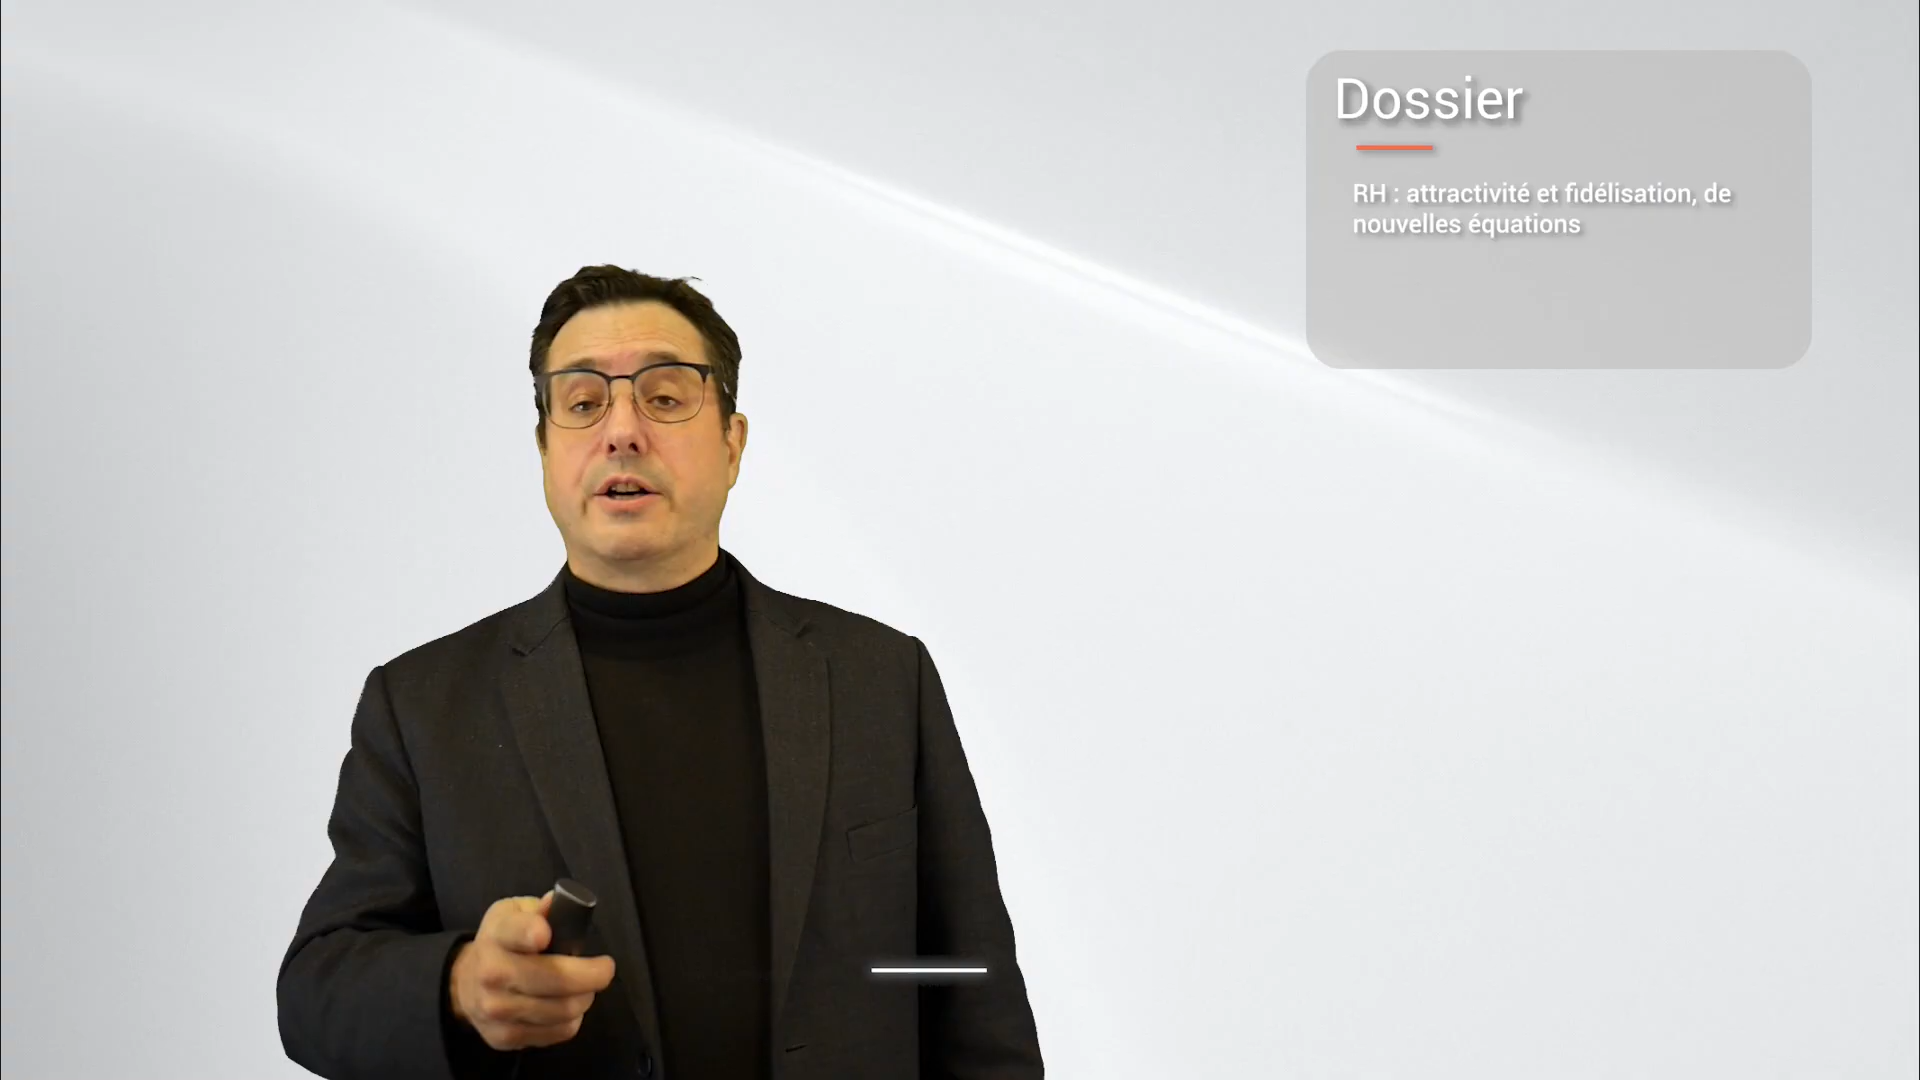 Dossier
RH : attractivité et fidélisation, de
nouvelles équations